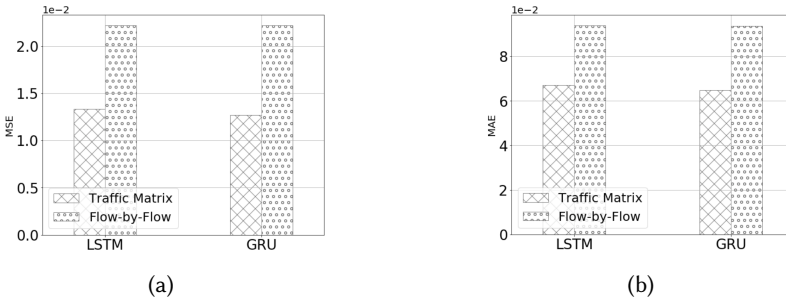 1e−2
MSE
2.0
1.5
1.0
0.5
0.0
Traffic Matrix
Flow-by-Flow
LSTM
GRU
(a)
1e−2
MAE
8
6
4
2
0
Traffic Matrix
Flow-by-Flow
LSTM
GRU
(b)